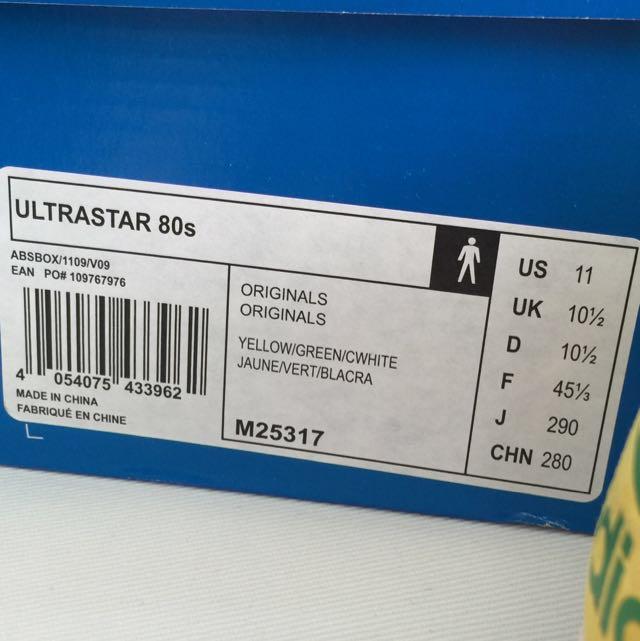 ULTRASTAR 80s
ABSBOX/1109/V09
EAN PO# 109767976
4 054075 433962
MADE IN CHINA
FABRIQUÉ EN CHINE
ORIGINALS
ORIGINALS
YELLOW/GREEN/CWHITE
JAUNE/VERT/BLACRA
M25317
US 11
UK 10½
D 10½
F 45⅓
J 290
CHN 280